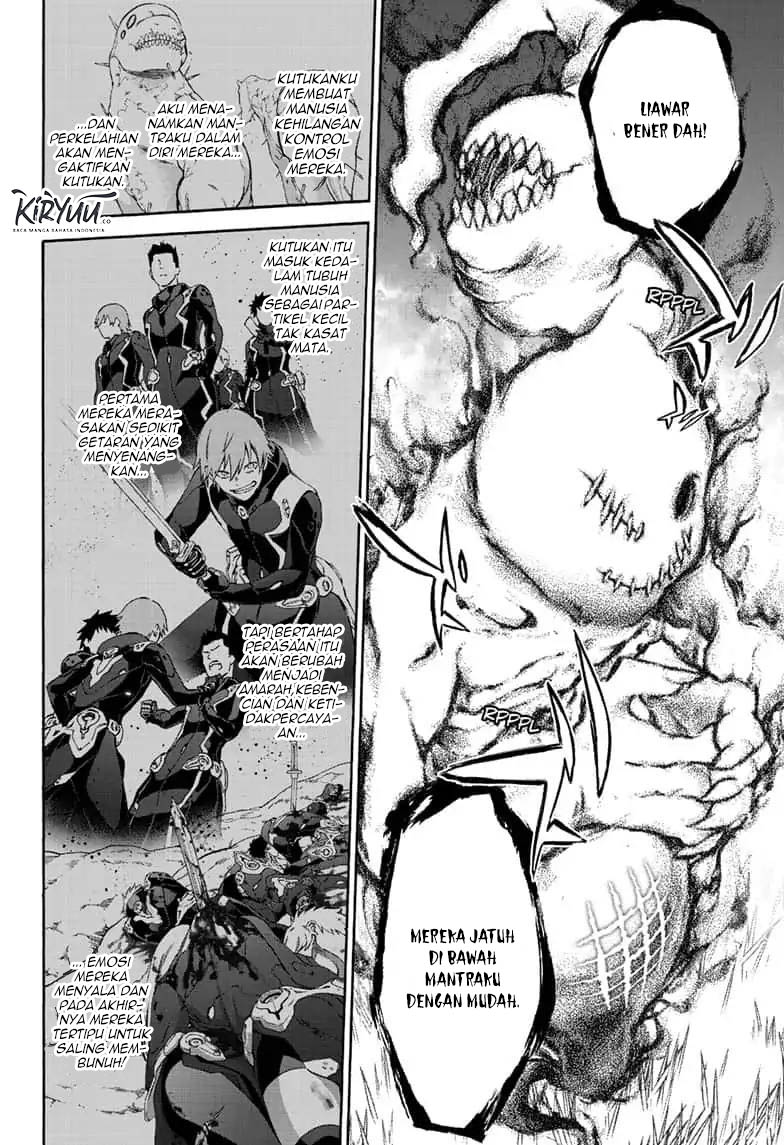 LIAWAR
BENER DAH!
RPPPL
RPPPL
MEREKA JATUH
DI BAWAH
MANTRAKU
DENGAN MUDAH.
KUTUKANKU
MEMBUAT
MANUSIA
KEHILANGAN
KONTROL
EMOSI
MEREKA!
AKU MENA-
NAMKAN MAN-
TRAKU DALAM
DIRI MEREKA...
...DAN
PERKELAHIAN
AKAN MEN-
GAKTIFKAN
KUTUKAN.
KIRYUU.CO
BACA MANGA BAHASA INDONESIA
KUTUKAN ITU
MASUK KEDA-
LAM TUBUH
MANUSIA
SEBAGAI PAR-
TIKEL KECIL
TAK KASAT
MATA.
PERTAMA
MEREKA MERA-
SAKAN SEDIKIT
GETARAN YANG
MENYENANG-
KAN...
TAPI BERTAHAP
PERASAAN ITU
AKAN BERUBAH
MENJADI
AMARAH, KEBEN-
CIAN DAN KETI-
DAKPERCAYA-
AN...
... EMOSI
MEREKA
MENYALA DAN
PADA AKHIR-
NYA MEREKA
TERTIPU UNTUK
SALING MEM-
BUNUH!